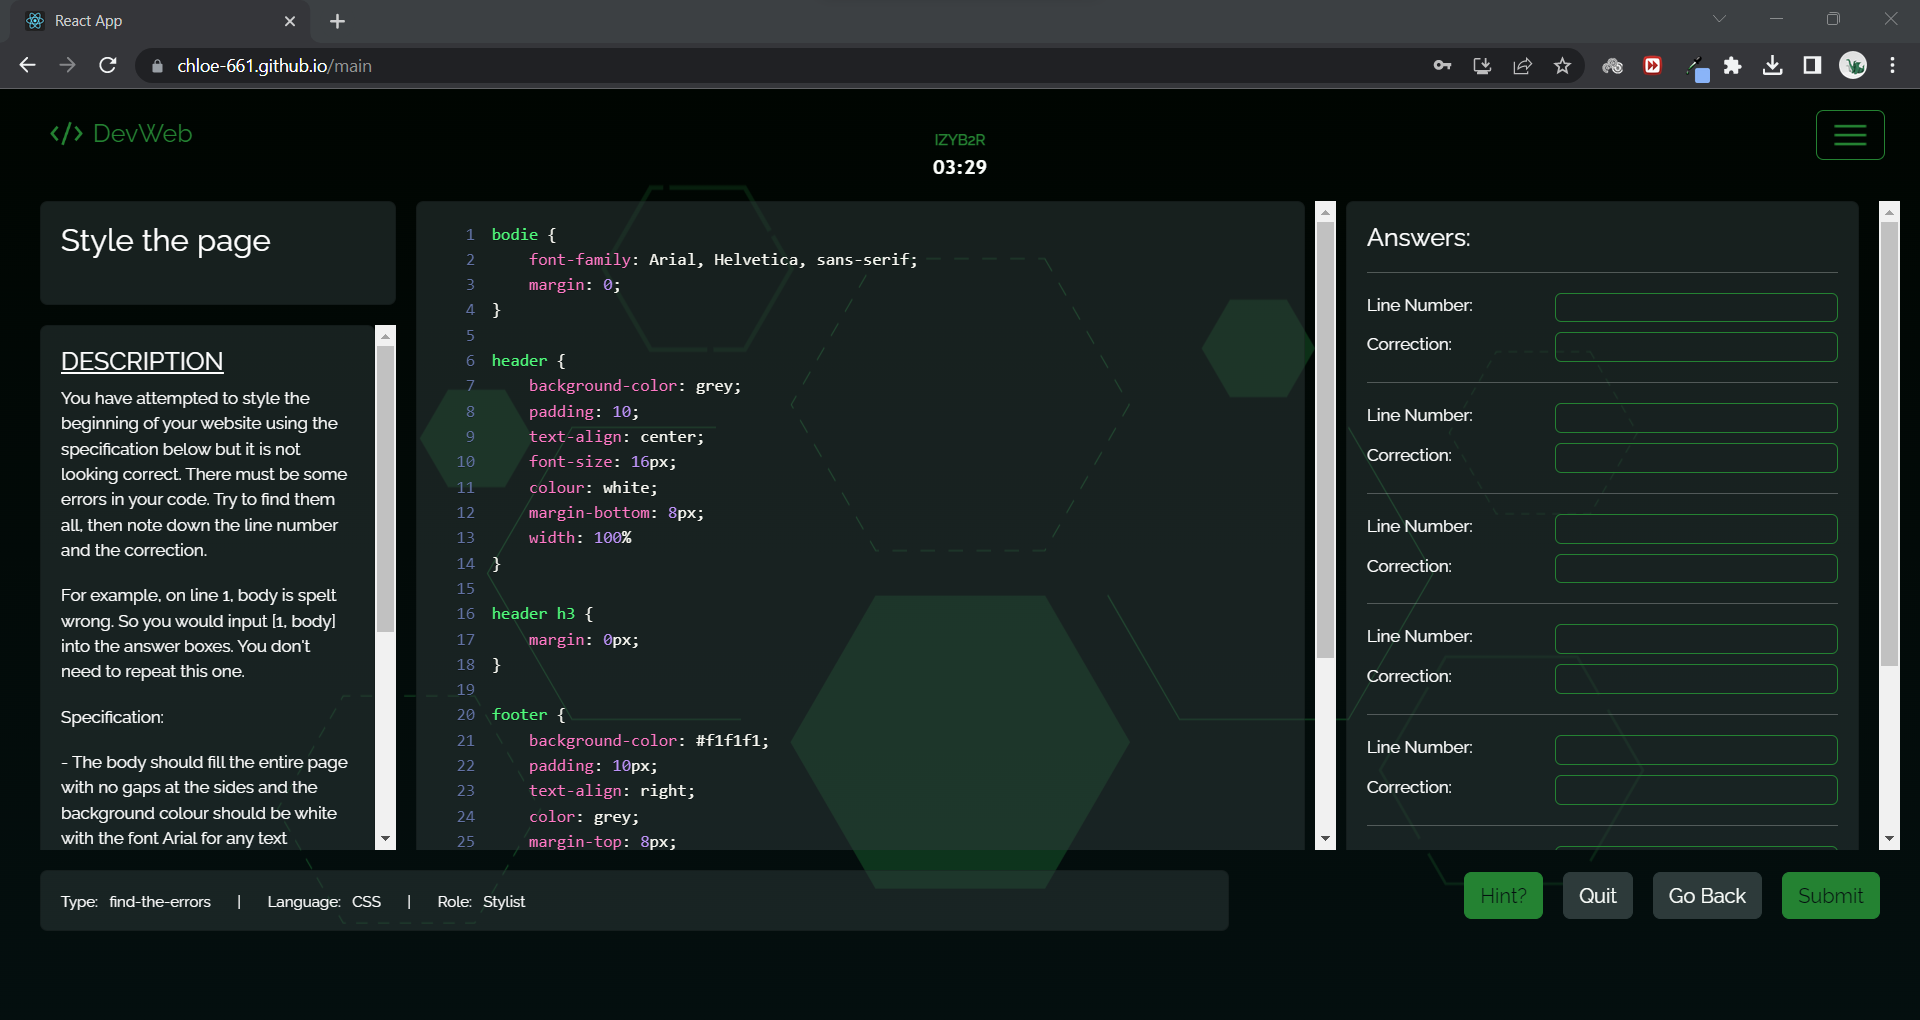 React App
chloe-661.github.io/main
</> DevWeb
IZYB2R
03:29
Style the page
DESCRIPTION
You have attempted to style the
beginning of your website using the
specification below but it is not
looking correct. There must be some
errors in your code. Try to find them
all, then note down the line number
and the correction.
For example, on line 1, body is spelt
wrong. So you would input [1, body]
into the answer boxes. You don't
need to repeat this one.
Specification:
- The body should fill the entire page
with no gaps at the sides and the
background colour should be white
with the font Arial for any text
1 bodie {
2 font-family: Arial, Helvetica, sans-serif;
3 margin: 0;
4 }
5
6 header {
7 background-color: grey;
8 padding: 10;
9 text-align: center;
10 font-size: 16px;
11 colour: white;
12 margin-bottom: 8px;
13 width: 100%
14 }
15
16 header h3 {
17 margin: 0px;
18 }
19
20 footer {
21 background-color: #f1f1f1;
22 padding: 10px;
23 text-align: right;
24 color: grey;
25 margin-top: 8px;
Answers:
Line Number:
Correction:
Line Number:
Correction:
Line Number:
Correction:
Line Number:
Correction:
Line Number:
Correction:
Type: find-the-errors | Language: CSS | Role: Stylist
Hint?
Quit
Go Back
Submit